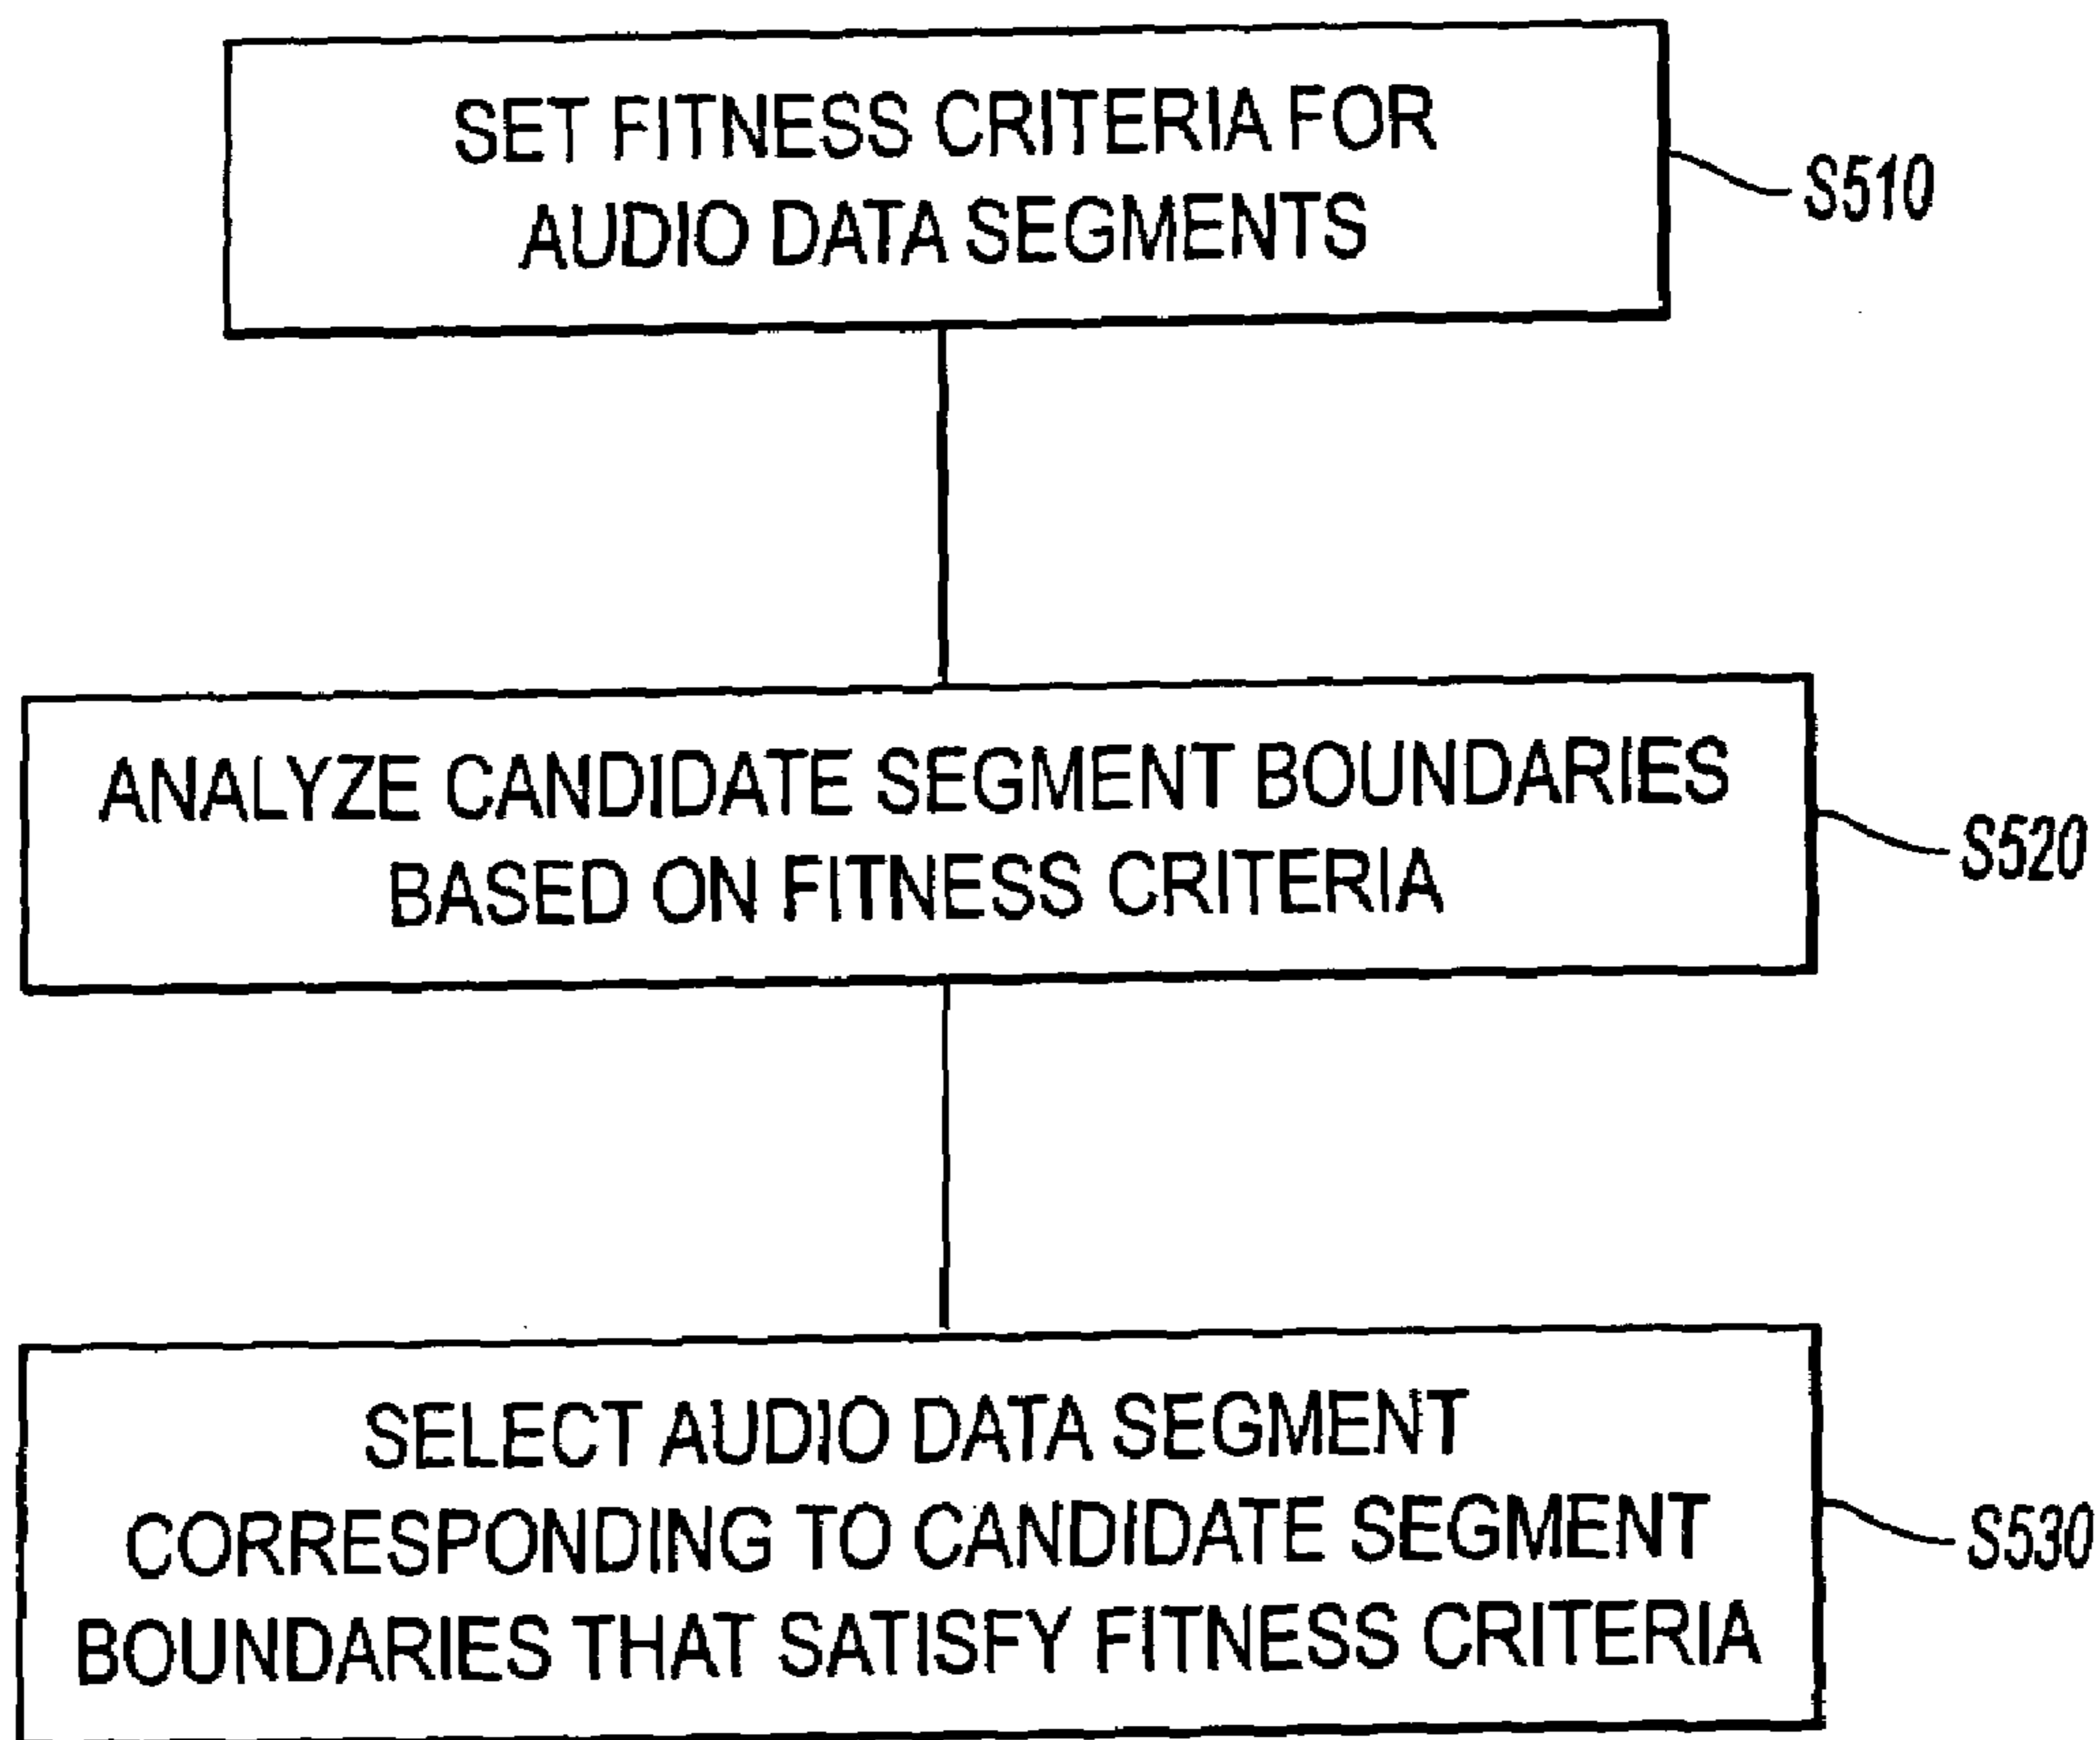 SET FITNESS CRITERIA FOR
AUDIO DATA SEGMENTS
S510
ANALYZE CANDIDATE SEGMENT BOUNDARIES
BASED ON FITNESS CRITERIA
S520
SELECT AUDIO DATA SEGMENT
CORRESPONDING TO CANDIDATE SEGMENT
BOUNDARIES THAT SATISFY FITNESS CRITERIA
S530